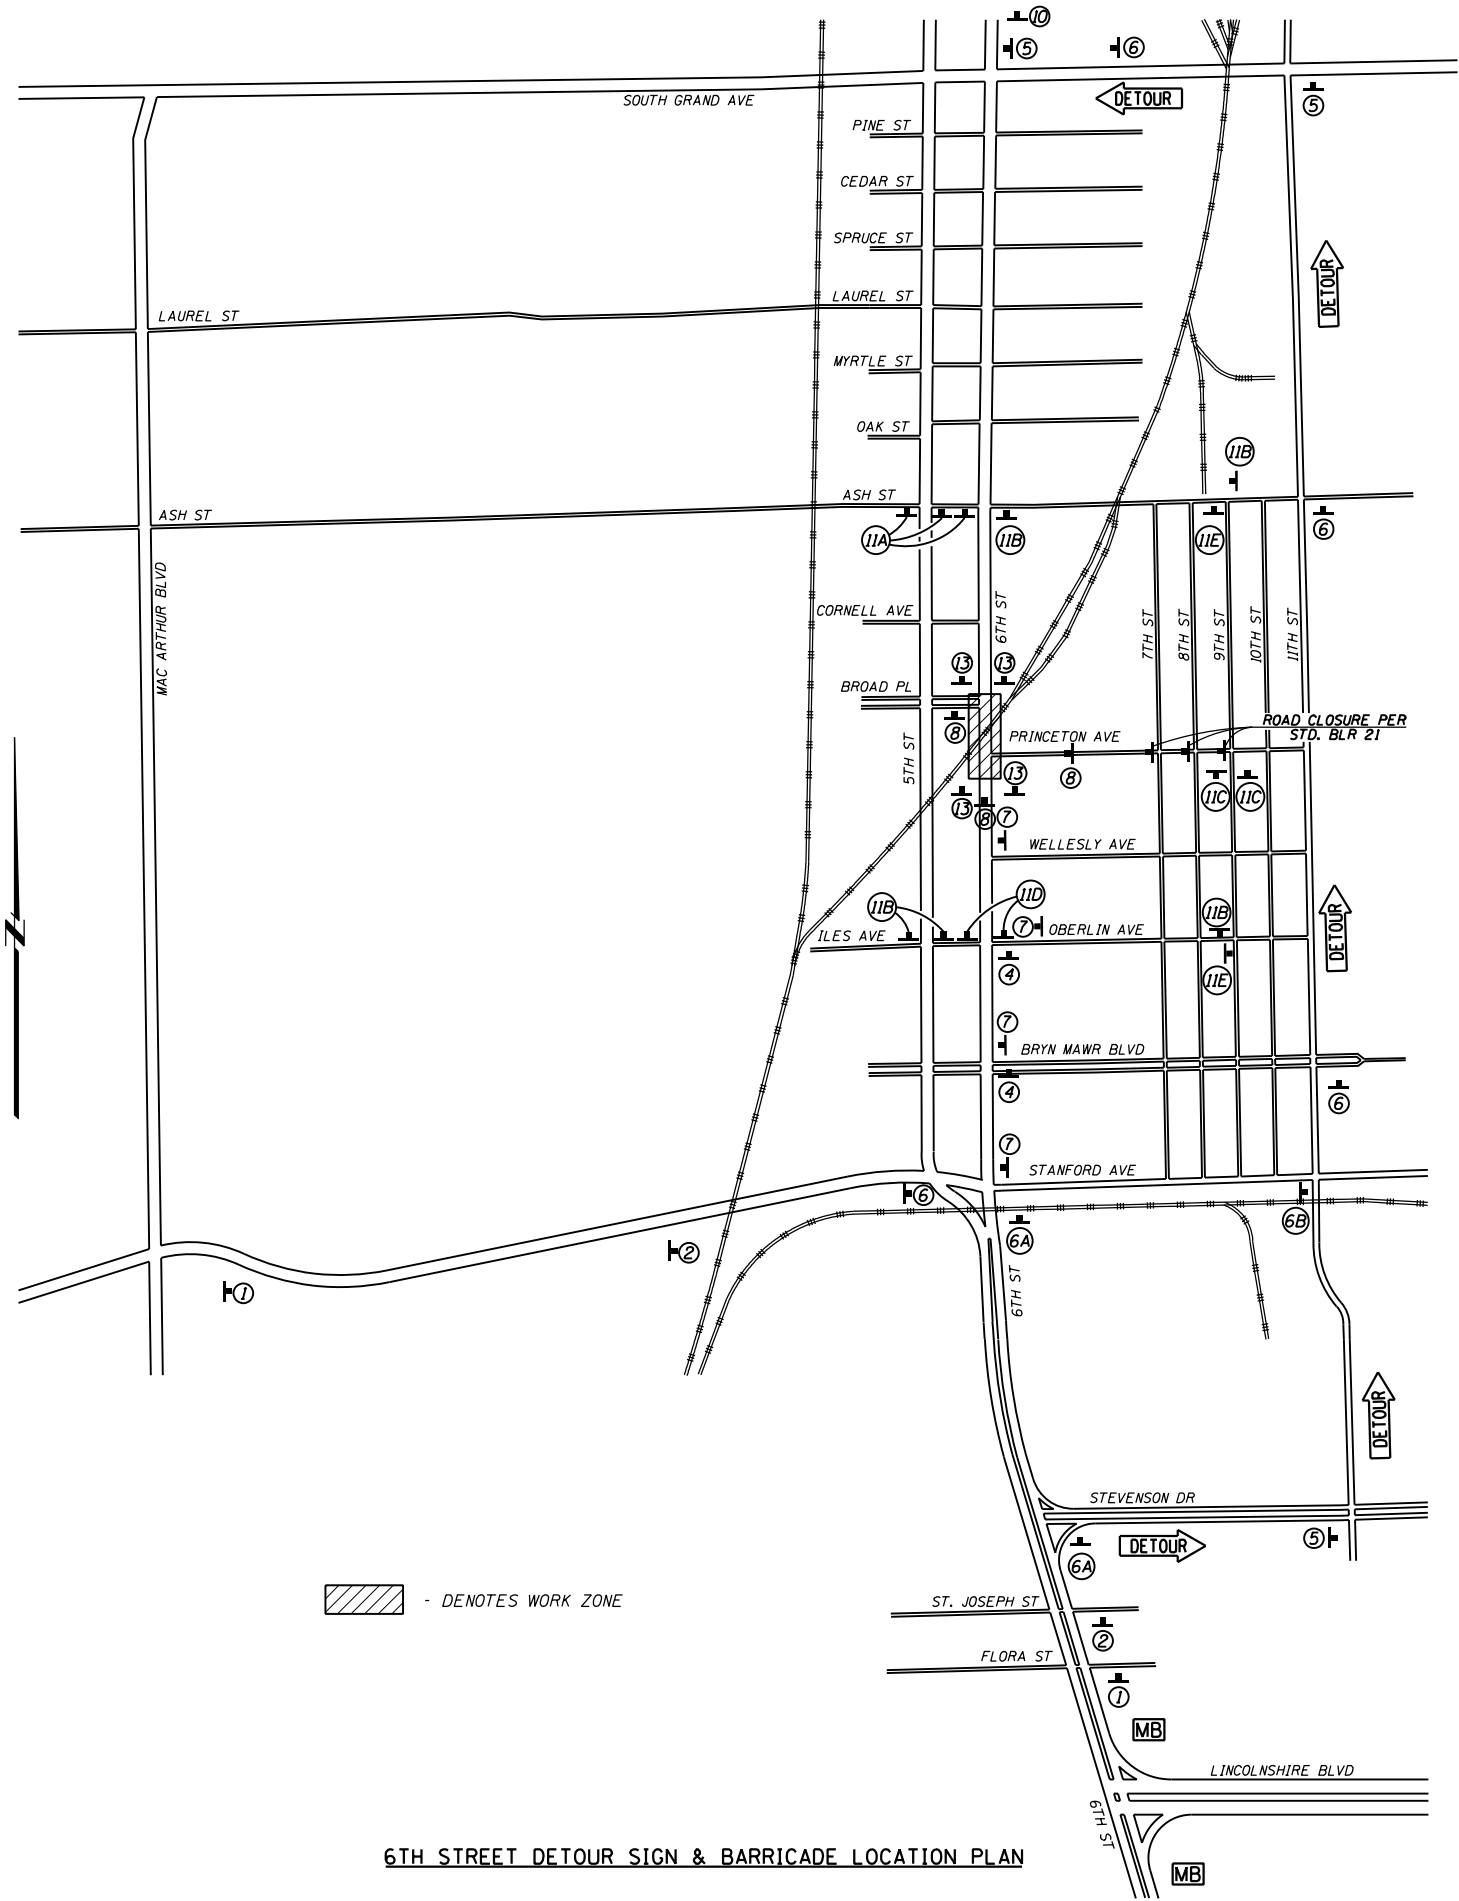 10
5
6
DETOUR
5
SOUTH GRAND AVE
PINE ST
CEDAR ST
SPRUCE ST
DETOUR
LAUREL ST
LAUREL ST
MYRTLE ST
OAK ST
11B
ASH ST
ASH ST
11A
11B
11E
6
MAC ARTHUR BLVD
CORNELL AVE
6TH ST
7TH ST
8TH ST
9TH ST
10TH ST
11TH ST
13
13
BROAD PL
8
PRINCETON AVE
ROAD CLOSURE PER
STD. BLR 21
5TH ST
13
8
11C
11C
13
8
7
WELLESLY AVE
11B
11D
11B
DETOUR
7
OBERLIN AVE
ILES AVE
4
11E
N
7
BRYN MAWR BLVD
4
6
7
STANFORD AVE
6
6B
6A
2
1
6TH ST
DETOUR
STEVENSON DR
DETOUR
5
6A
- DENOTES WORK ZONE
ST. JOSEPH ST
2
FLORA ST
1
MB
LINCOLNSHIRE BLVD
6TH ST
6TH STREET DETOUR SIGN & BARRICADE LOCATION PLAN
MB